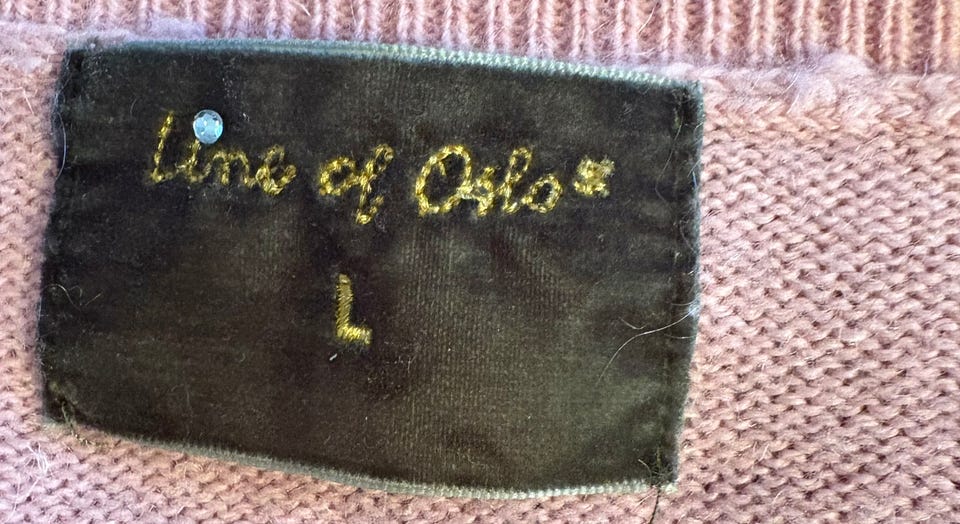 Line of Oslo*
L